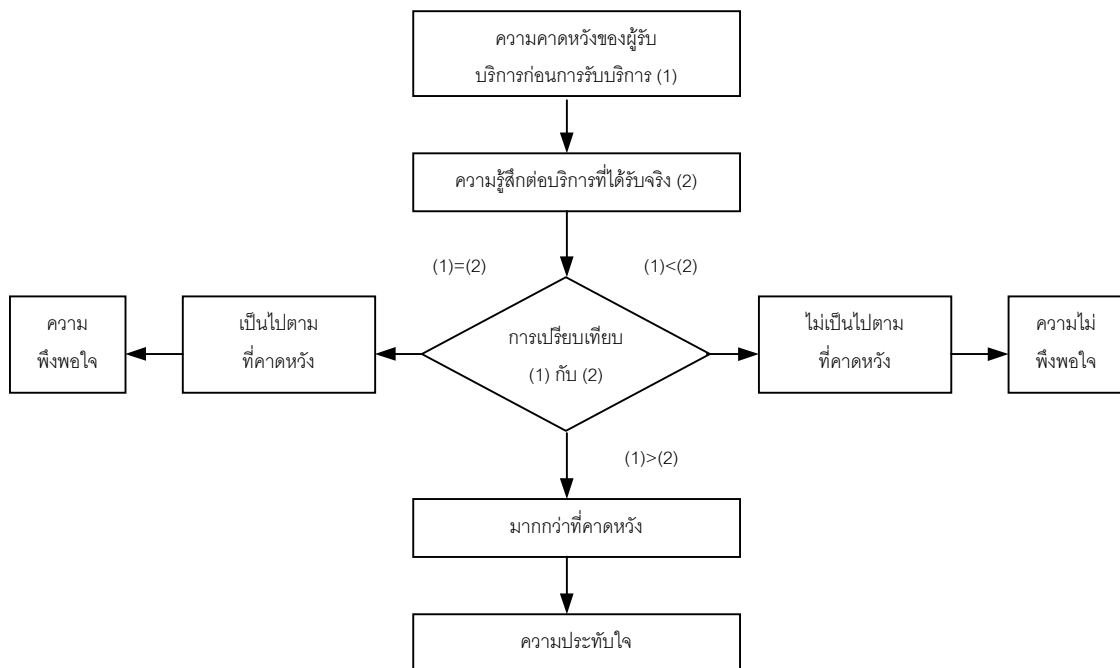 ความคาดหวังของผู้รับ
บริการก่อนการรับบริการ (1)
ความรู้สึกต่อบริการที่ได้รับจริง (2)
(1)=(2)
(1)<(2)
ความ
พึงพอใจ
เป็นไปตาม
ที่คาดหวัง
การเปรียบเทียบ
(1) กับ (2)
ไม่เป็นไปตาม
ที่คาดหวัง
ความไม่
พึงพอใจ
(1)>(2)
มากกว่าที่คาดหวัง
ความประทับใจ